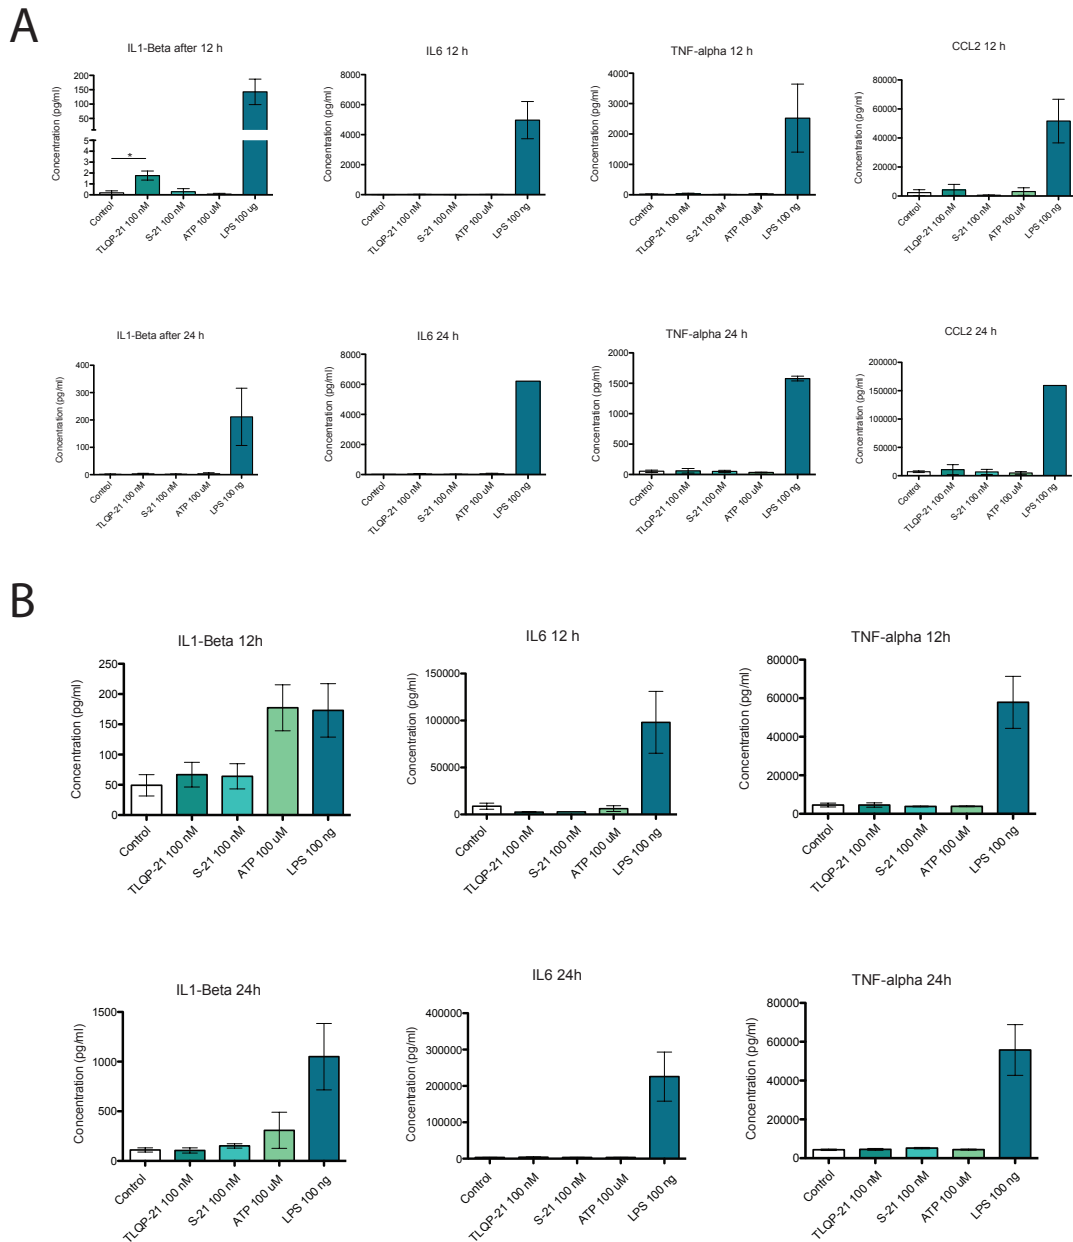 A
IL1-Beta after 12 h
Concentration (pg/ml)
200
150
100
50
5
4
3
2
1
0
*
Control
TLQP-21 100 nM
S-21 100 nM
ATP 100 uM
LPS 100 ug
IL6 12 h
Concentration (pg/ml)
8000
6000
4000
2000
0
Control
TLQP-21 100 nM
S-21 100 nM
ATP 100 uM
LPS 100 ng
TNF-alpha 12 h
Concentration (pg/ml)
4000
3000
2000
1000
0
Control
TLQP-21 100 nM
S-21 100 nM
ATP 100 uM
LPS 100 ng
CCL2 12 h
Concentration (pg/ml)
80000
60000
40000
20000
0
Control
TLQP-21 100 nM
S-21 100 nM
ATP 100 uM
LPS 100 ng
IL1-Beta after 24 h
Concentration (pg/ml)
400
300
200
100
0
Control
TLQP-21 100 nM
S-21 100 nM
ATP 100 uM
LPS 100 ng
IL6 24 h
Concentration (pg/ml)
8000
6000
4000
2000
0
Control
TLQP-21 100 nM
S-21 100 nM
ATP 100 uM
LPS 100 ng
TNF-alpha 24 h
Concentration (pg/ml)
2000
1500
1000
500
0
Control
TLQP-21 100 nM
S-21 100 nM
ATP 100 uM
LPS 100 ng
CCL2 24 h
Concentration (pg/ml)
200000
150000
100000
50000
0
Control
TLQP-21 100 nM
S-21 100 nM
ATP 100 uM
LPS 100 ng
B
IL1-Beta 12h
Concentration (pg/ml)
250
200
150
100
50
0
Control
TLQP-21 100 nM
S-21 100 nM
ATP 100 uM
LPS 100 ng
IL6 12 h
Concentration (pg/ml)
150000
100000
50000
0
Control
TLQP-21 100 nM
S-21 100 nM
ATP 100 uM
LPS 100 ng
TNF-alpha 12h
Concentration (pg/ml)
80000
60000
40000
20000
0
Control
TLQP-21 100 nM
S-21 100 nM
ATP 100 uM
LPS 100 ng
IL1-Beta 24h
Concentration (pg/ml)
1500
1000
500
0
Control
TLQP-21 100 nM
S-21 100 nM
ATP 100 uM
LPS 100 ng
IL6 24h
Concentration (pg/ml)
400000
300000
200000
100000
0
Control
TLQP-21 100 nM
S-21 100 nM
ATP 100 uM
LPS 100 ng
TNF-alpha 24h
Concentration (pg/ml)
80000
60000
40000
20000
0
Control
TLQP-21 100 nM
S-21 100 nM
ATP 100 uM
LPS 100 ng